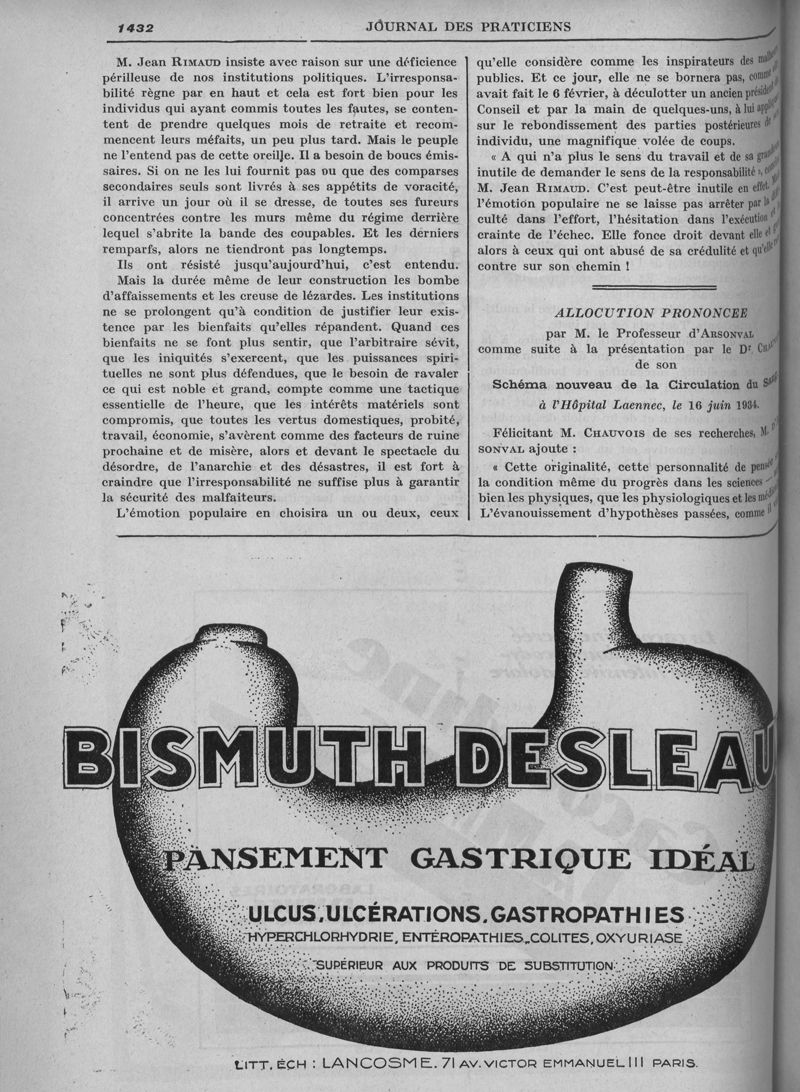 1432
JOURNAL DES PRATICIENS
M. Jean RIMAUD insiste avec raison sur une déficience
périlleuse de nos institutions politiques. L'irresponsa-
bilité règne par en haut et cela est fort bien pour les
individus qui ayant commis toutes les fautes, se conten-
tent de prendre quelques mois de retraite et recom-
mencent leurs méfaits, un peu plus tard. Mais le peuple
ne l'entend pas de cette oreille. Il a besoin de boucs émis-
saires. Si on ne les lui fournit pas ou que des comparses
secondaires seuls sont livrés à ses appétits de voracité,
il arrive un jour où il se dresse, de toutes ses fureurs
concentrées contre les murs même du régime derrière
lequel s'abrite la bande des coupables. Et les derniers
remparfs, alors ne tiendront pas longtemps.
Ils ont résisté jusqu'aujourd'hui, c'est entendu.
Mais la durée même de leur construction les bombe
d'affaissements et les creuse de lézardes. Les institutions
ne se prolongent qu'à condition de justifier leur exis-
tence par les bienfaits qu'elles répandent. Quand ces
bienfaits ne se font plus sentir, que l'arbitraire sévit,
que les iniquités s'exercent, que les puissances spiri-
tuelles ne sont plus défendues, que le besoin de ravaler
ce qui est noble et grand, compte comme une tactique
essentielle de l'heure, que les intérêts matériels sont
compromis, que toutes les vertus domestiques, probité,
travail, économie, s'avèrent comme des facteurs de ruine
prochaine et de misère, alors et devant le spectacle du
désordre, de l'anarchie et des désastres, il est fort à
craindre que l'irresponsabilité ne suffise plus à garantir
la sécurité des malfaiteurs.
L'émotion populaire en choisira un ou deux, ceux
qu'elle considère comme les inspirateurs des
publics. Et ce jour, elle ne se bornera pas, comme
avait fait le 6 février, à déculotter un ancien
Conseil et par la main de quelques-uns, à lui
sur le rebondissement des parties postérieures
individu, une magnifique volée de coups.
« A qui n'a plus le sens du travail et de sa
inutile de demander le sens de la responsabilité »,
M. Jean RIMAUD. C'est peut-être inutile en effet.
l'émotion populaire ne se laisse pas arrêter par
culté dans l'effort, l'hésitation dans l'exécution
crainte de l'échec. Elle fonce droit devant elle et
alors à ceux qui ont abusé de sa crédulité et
contre sur son chemin !
ALLOCUTION PRONONCEE
par M. le Professeur d'ARSONVAL
comme suite à la présentation par le Dr
de son
Schéma nouveau de la Circulation du
à l'Hôpital Laennec, le 16 juin 1934.
Félicitant M. CHAUVOIS de ses recherches, M.
SONVAL ajoute :
« Cette originalité, cette personnalité de
la condition même du progrès dans les sciences
bien les physiques, que les physiologiques et les
L'évanouissement d'hypothèses passées, comme
BISMUTH DESLEAU
PANSEMENT GASTRIQUE IDÉAL
ULCUS, ULCÉRATIONS, GASTROPATHIES
HYPERCHLORHYDRIE, ENTÉROPATHIES, COLITES, OXYURIASE
SUPÉRIEUR AUX PRODUITS DE SUBSTITUTION
LITT. ÉCH : LANCOSME. 71 AV. VICTOR EMMANUEL III PARIS.